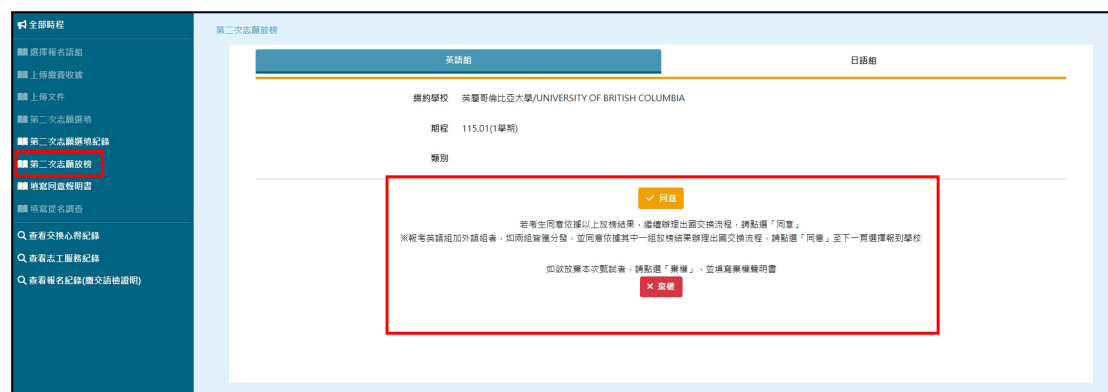 全部時程
選擇報名語組
上傳繳費收據
上傳文件
第二次志願選填
第二次志願選填紀錄
第二次志願放榜
填寫同意聲明書
填寫提名調查
查看交換心得紀錄
查看志工服務紀錄
查看報名紀錄(繳交語檢證明)
第二次志願放榜
英語組 日語組
締約學校 英屬哥倫比亞大學/UNIVERSITY OF BRITISH COLUMBIA
期程 115.01(1學期)
類別
同意
若考生同意依據以上放榜結果，繼續辦理出國交換流程，請點選「同意」
※報考英語組加外語組者，如兩組皆獲分發，並同意依據其中一組放榜結果辦理出國交換流程，請點選「同意」至下一頁選擇報到學校
如欲放棄本次甄試者，請點選「棄權」，並填寫棄權聲明書
棄權